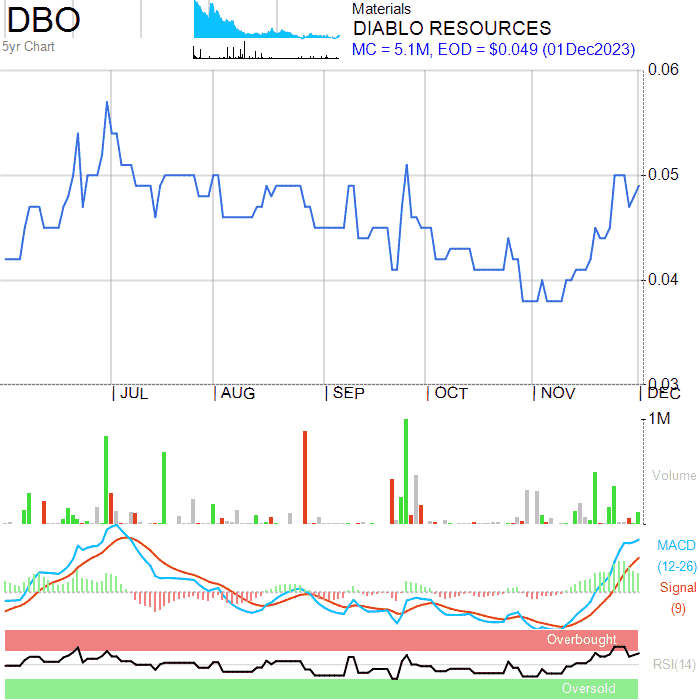 DBO
5yr Chart
Materials
DIABLO RESOURCES
MC = 5.1M, EOD = $0.049 (01Dec2023)
0.06
0.05
0.04
0.03
JUL AUG SEP OCT NOV DEC
1M
Volume
MACD
(12-26)
Signal
(9)
Overbought
RSI(14)
Oversold